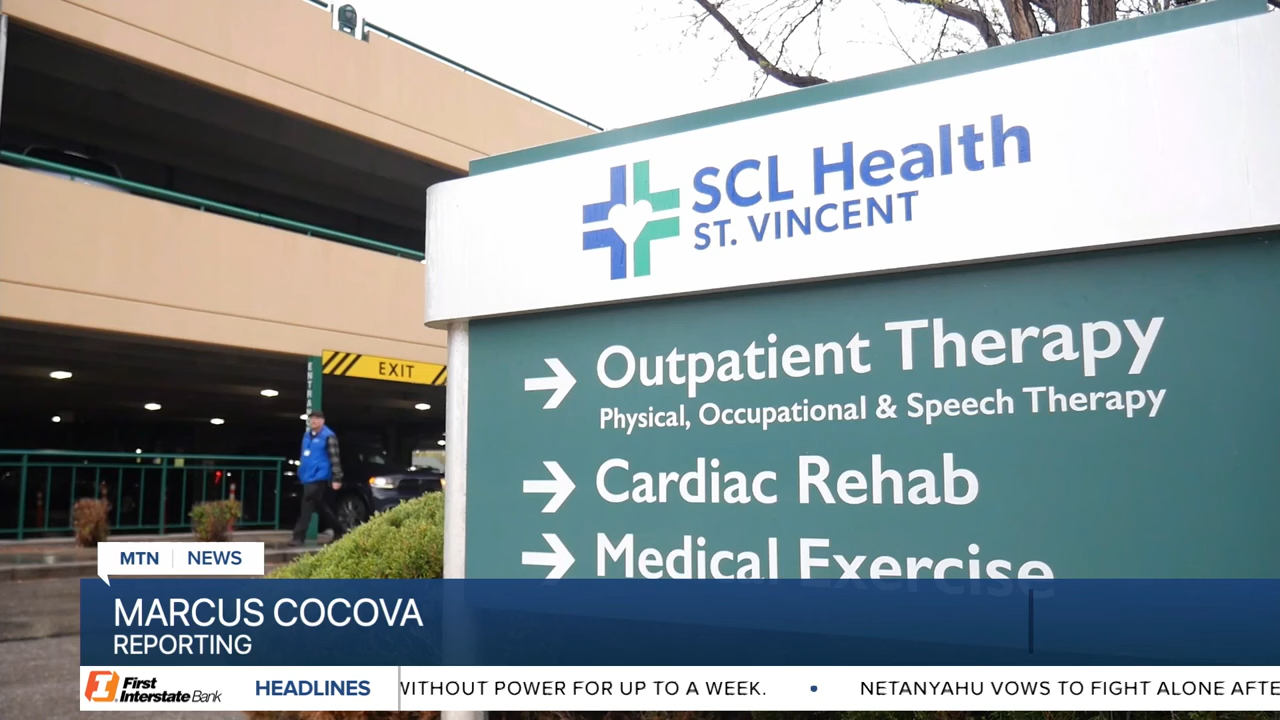 SCL Health
ST. VINCENT
Outpatient Therapy
Physical, Occupational & Speech Therapy
Cardiac Rehab
Medical Exercise
EXIT
MTN NEWS
MARCUS COCOVA
REPORTING
First
Interstate Bank
HEADLINES
WITHOUT POWER FOR UP TO A WEEK. • NETANYAHU VOWS TO FIGHT ALONE AFTE